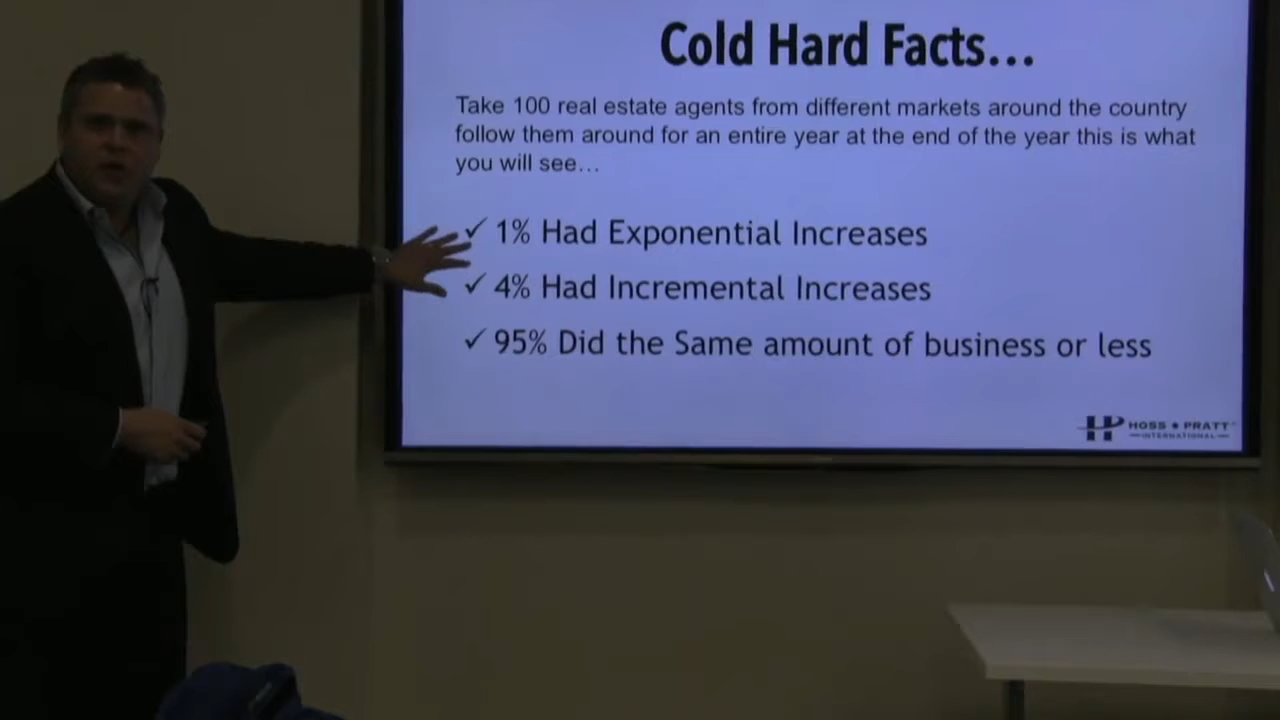 Cold Hard Facts...
Take 100 real estate agents from different markets around the country
follow them around for an entire year at the end of the year this is what
you will see...
✓ 1% Had Exponential Increases
✓ 4% Had Incremental Increases
✓ 95% Did the Same amount of business or less
HP HOSS ♦ PRATT
INTERNATIONAL